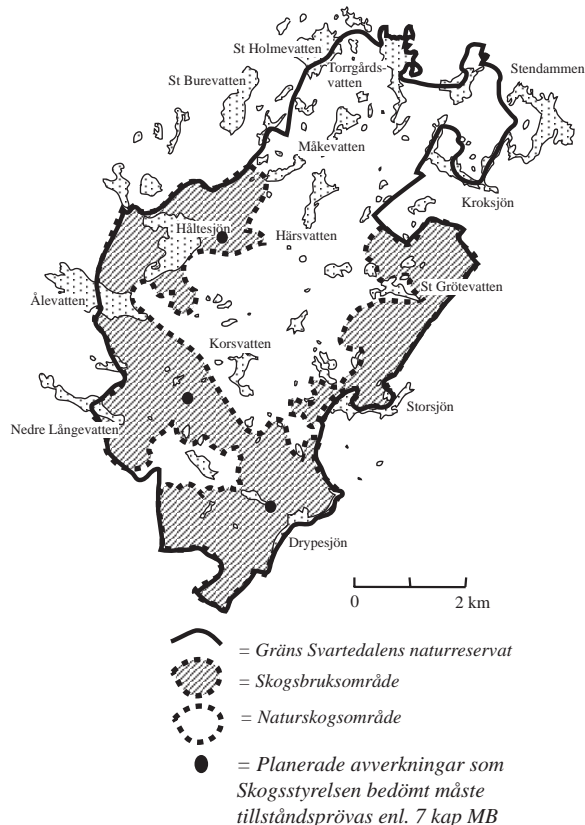 St Holmevatten
Torrgårds-
vatten
Stendammen
St Burevatten
Måkevatten
Kroksjön
Håltesjön
Härsvatten
St Grötevatten
Ålevatten
Korsvatten
Storsjön
Nedre Långevatten
Drypesjön
0 2 km
= Gräns Svartedalens naturreservat
= Skogsbruksområde
= Naturskogsområde
= Planerade avverkningar som
Skogsstyrelsen bedömt måste
tillståndsprövas enl. 7 kap MB